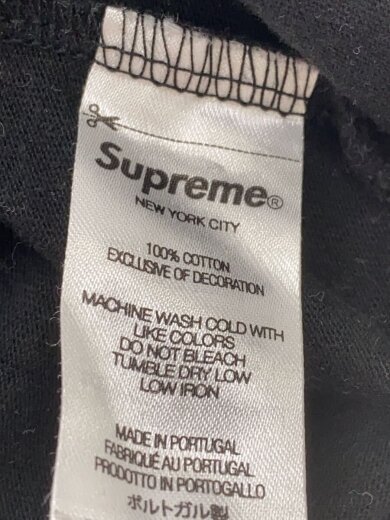 Supreme®
NEW YORK CITY
100% COTTON
EXCLUSIVE OF DECORATION
MACHINE WASH COLD WITH
LIKE COLORS
DO NOT BLEACH
TUMBLE DRY LOW
LOW IRON
MADE IN PORTUGAL
FABRIQUÉ AU PORTUGAL
PRODOTTO IN PORTOGALLO
ポルトガル製